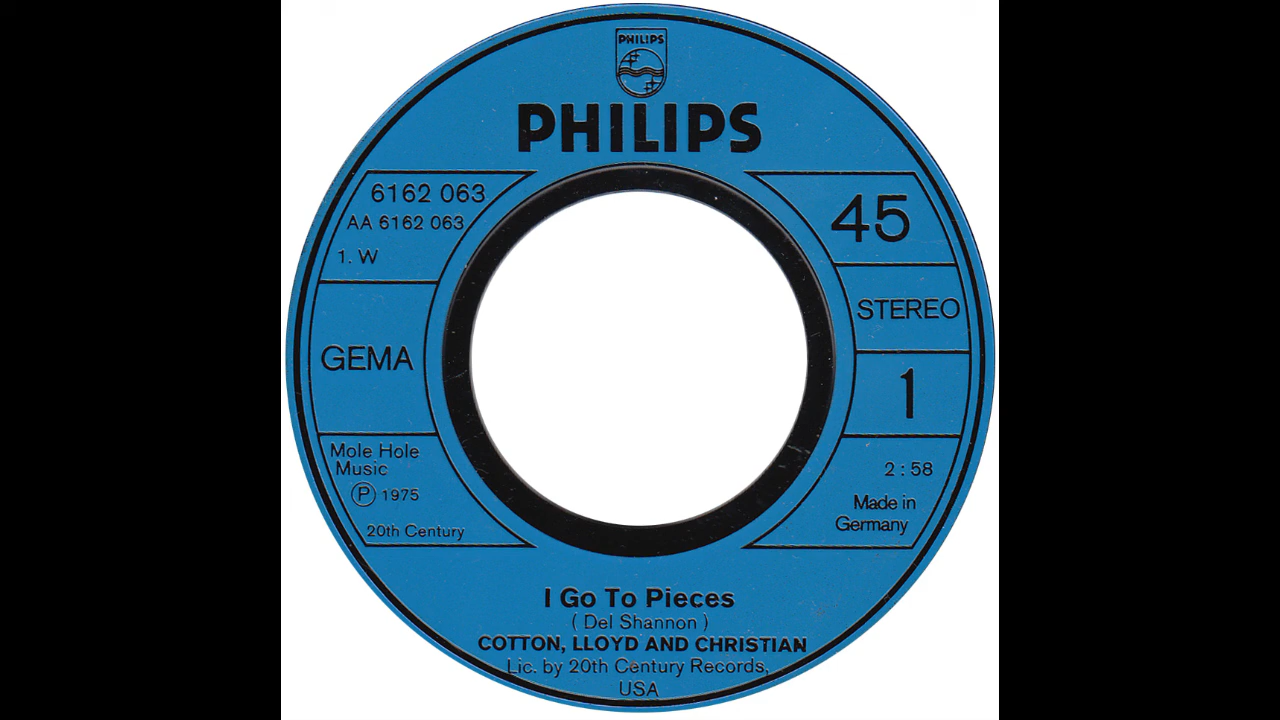 PHILIPS
PHILIPS
6162 063
AA 6162 063
1. W
GEMA
Mole Hole
Music
Ⓟ 1975
20th Century
45
STEREO
1
2:58
Made in
Germany
I Go To Pieces
( Del Shannon )
COTTON, LLOYD AND CHRISTIAN
Lic. by 20th Century Records,
USA